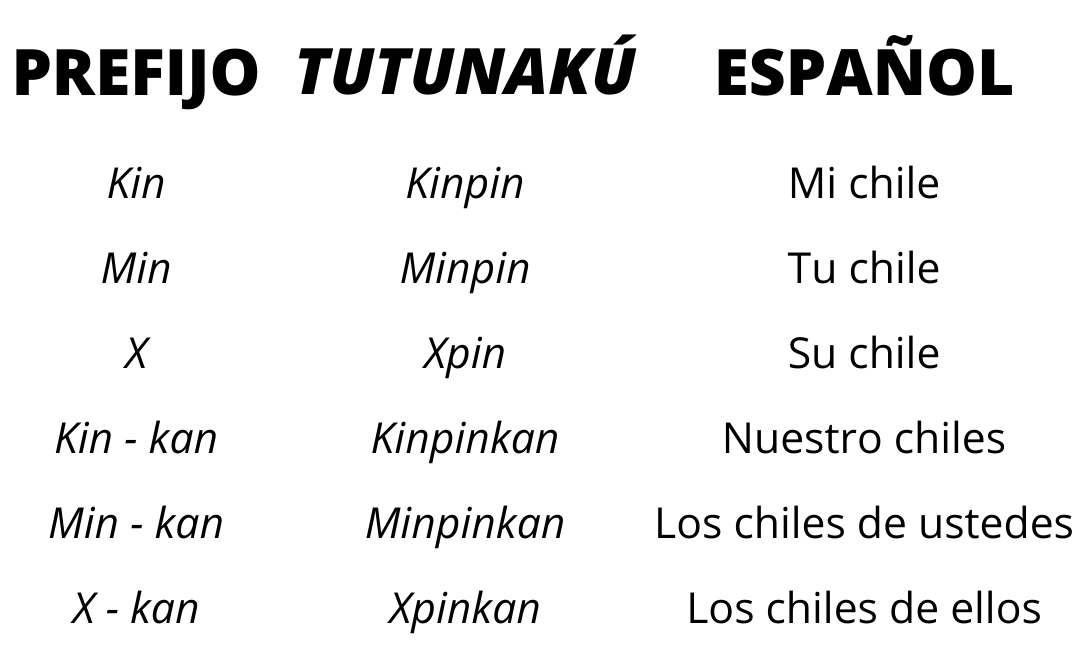 PREFIJO TUTUNAKÚ ESPAÑOL
Kin Kinpin Mi chile
Min Minpin Tu chile
X Xpin Su chile
Kin - kan Kinpinkan Nuestro chiles
Min - kan Minpinkan Los chiles de ustedes
X - kan Xpinkan Los chiles de ellos